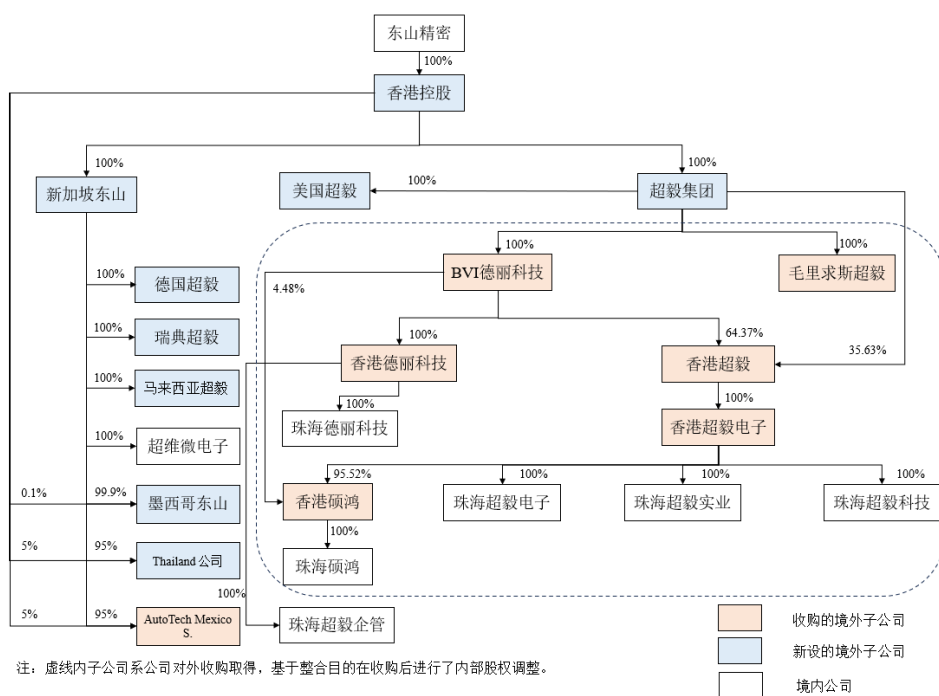 东山精密
100%
香港控股
100%
100%
新加坡东山
美国超毅
100%
超毅集团
100%
100%
BVI德丽科技
毛里求斯超毅
100%
德国超毅
4.48%
100%
瑞典超毅
100%
64.37%
35.63%
香港德丽科技
香港超毅
100%
马来西亚超毅
100%
100%
珠海德丽科技
香港超毅电子
100%
超维微电子
95.52%
100%
100%
100%
0.1%
99.9%
墨西哥东山
香港硕鸿
珠海超毅电子
珠海超毅实业
珠海超毅科技
100%
5%
95%
Thailand 公司
珠海硕鸿
100%
5%
95%
AutoTech Mexico
S.
珠海超毅企管
收购的境外子公司
新设的境外子公司
境内公司
注：虚线内子公司系公司对外收购取得，基于整合目的在收购后进行了内部股权调整。